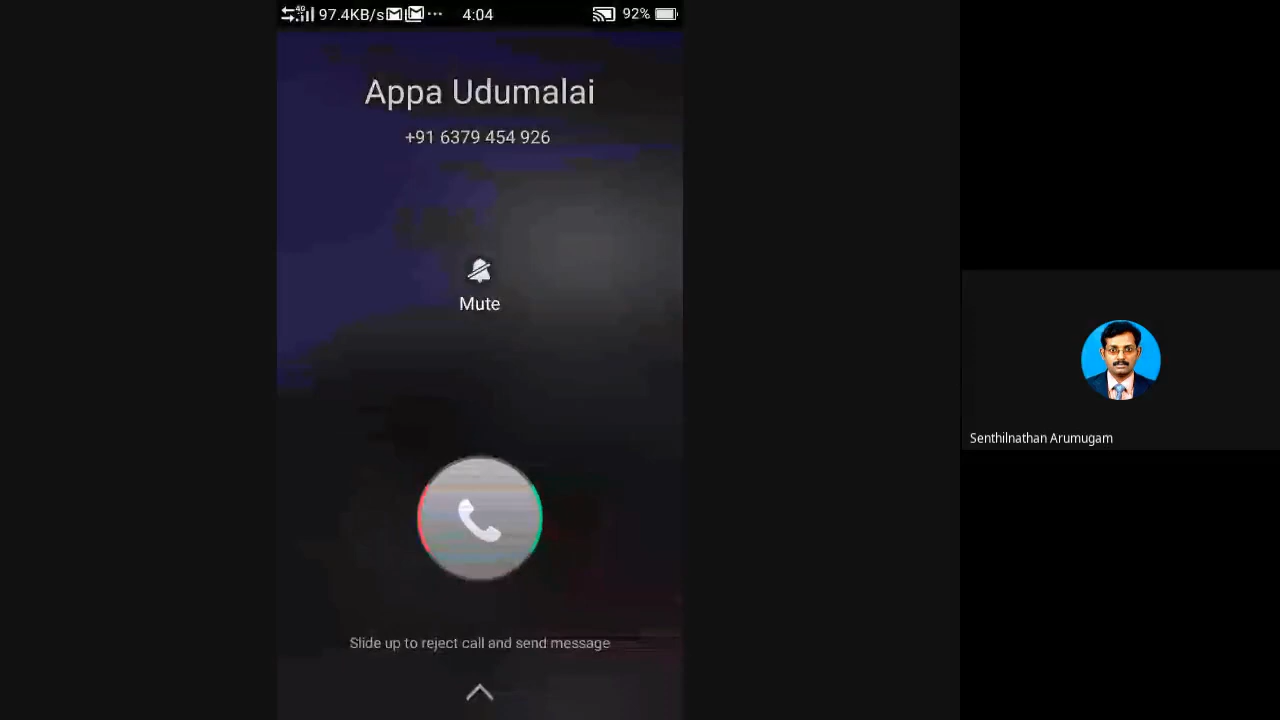 4G 97.4KB/s ··· 4:04 92%
Appa Udumalai
+91 6379 454 926
Mute
Slide up to reject call and send message
Senthilnathan Arumugam